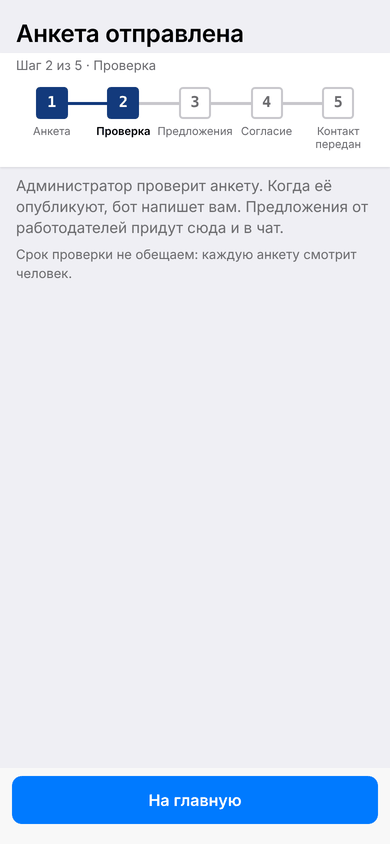 Анкета отправлена
Шаг 2 из 5 · Проверка
1 2 3 4 5
Анкета Проверка Предложения Согласие Контакт передан
Администратор проверит анкету. Когда её
опубликуют, бот напишет вам. Предложения от
работодателей придут сюда и в чат.
Срок проверки не обещаем: каждую анкету смотрит
человек.
На главную